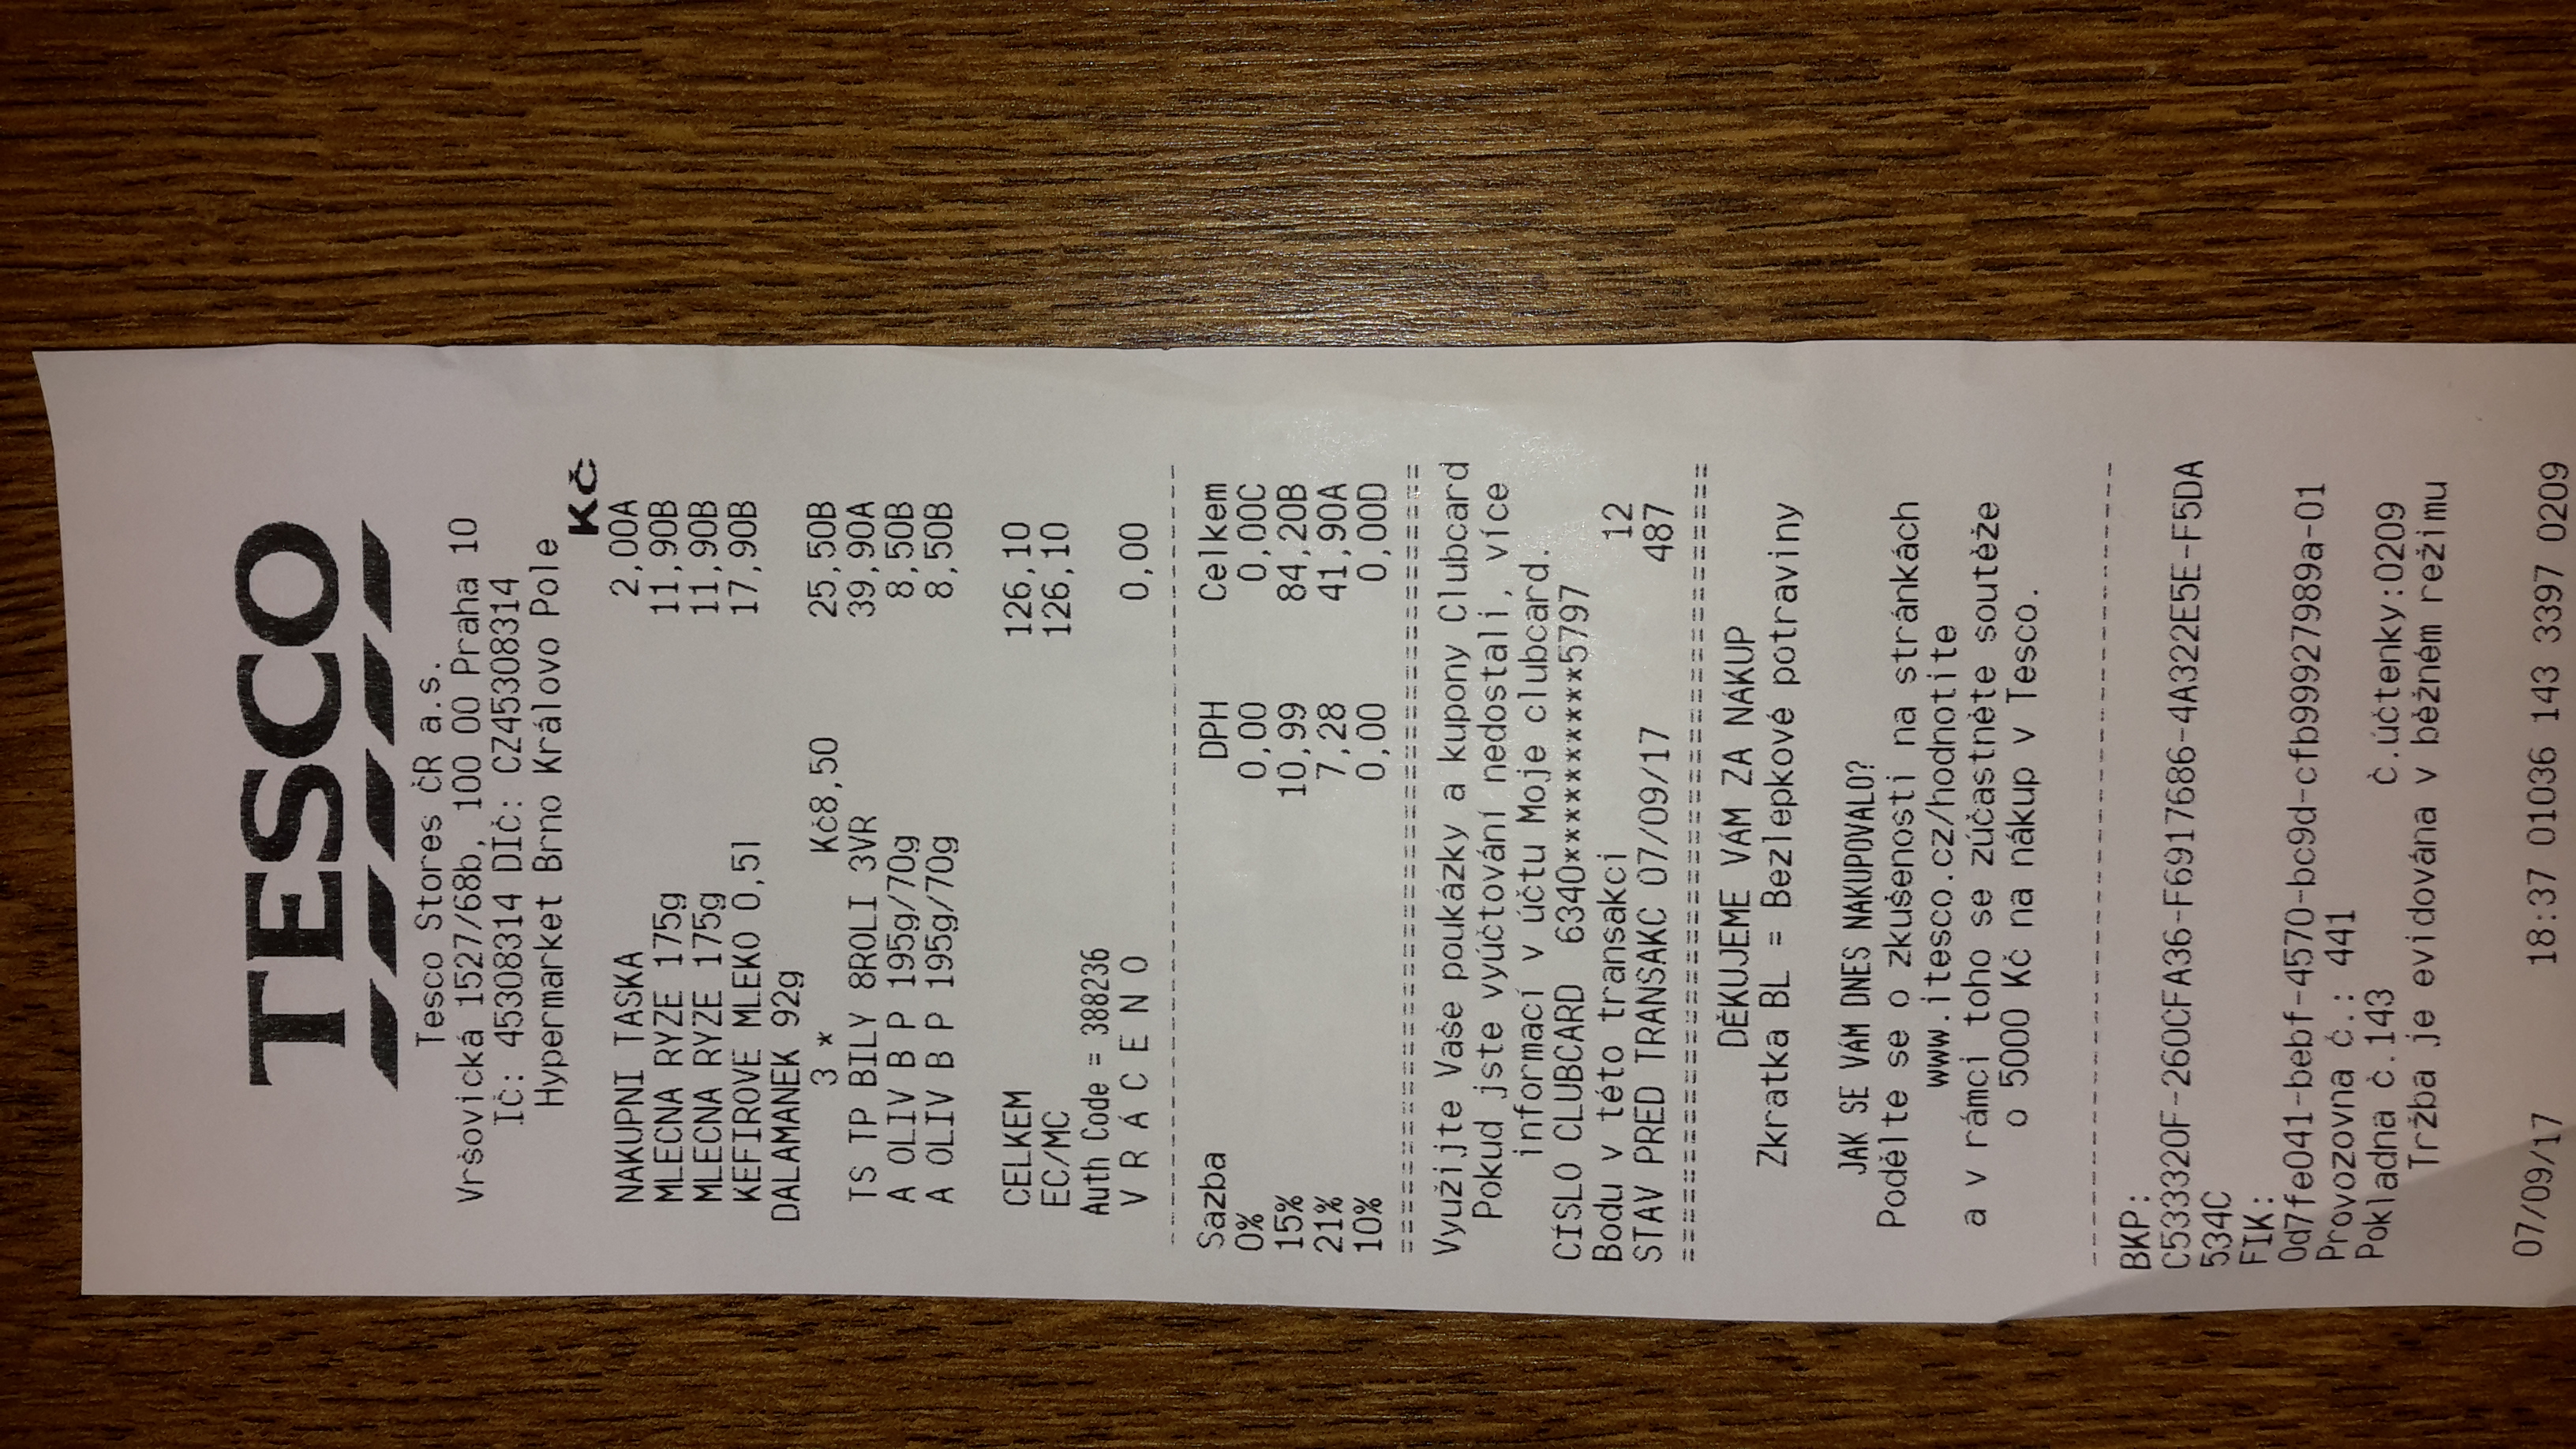 TESCO
Tesco Stores ČR a.s.
Vršovická 1527/68b, 100 00 Praha 10
IČ: 45308314 DIČ: CZ45308314
Hypermarket Brno Královo Pole
Kč
NAKUPNI TASKA 2,00A
MLECNA RYZE 175g 11,90B
MLECNA RYZE 175g 11,90B
KEFIROVE MLEKO 0,5l 17,90B
DALAMANEK 92g
3 * Kč8,50 25,50B
TS TP BILY 8ROLI 3VR 39,90A
A OLIV B P 195g/70g 8,50B
A OLIV B P 195g/70g 8,50B
CELKEM 126,10
EC/MC 126,10
Auth Code = 388236
V R Á C E N O 0,00
Sazba DPH Celkem
0% 0,00 0,00C
15% 10,99 84,20B
21% 7,28 41,90A
10% 0,00 0,00D
Využijte Vaše poukázky a kupony Clubcard
Pokud jste vyúčtování nedostali, více
informací v účtu Moje clubcard.
CÍSLO CLUBCARD 6340**********5797
Bodu v této transakci 12
STAV PRED TRANSAKC 07/09/17 487
DĚKUJEME VÁM ZA NÁKUP
Zkratka BL = Bezlepkové potraviny
JAK SE VÁM DNES NAKUPOVALO?
Podělte se o zkušenosti na stránkách
www.itesco.cz/hodnotite
a v rámci toho se zúčastněte soutěže
o 5000 Kč na nákup v Tesco.
BKP:
C533320F-260CFA36-F6917686-4A322E5E-F5DA
534C
FIK:
0d7fe041-bebf-4570-bc9d-cfb99927989a-01
Provozovna č.: 441
Pokladna č.143 Č.účtenky:0209
Tržba je evidována v běžném režimu
07/09/17 18:37 01036 143 3397 0209